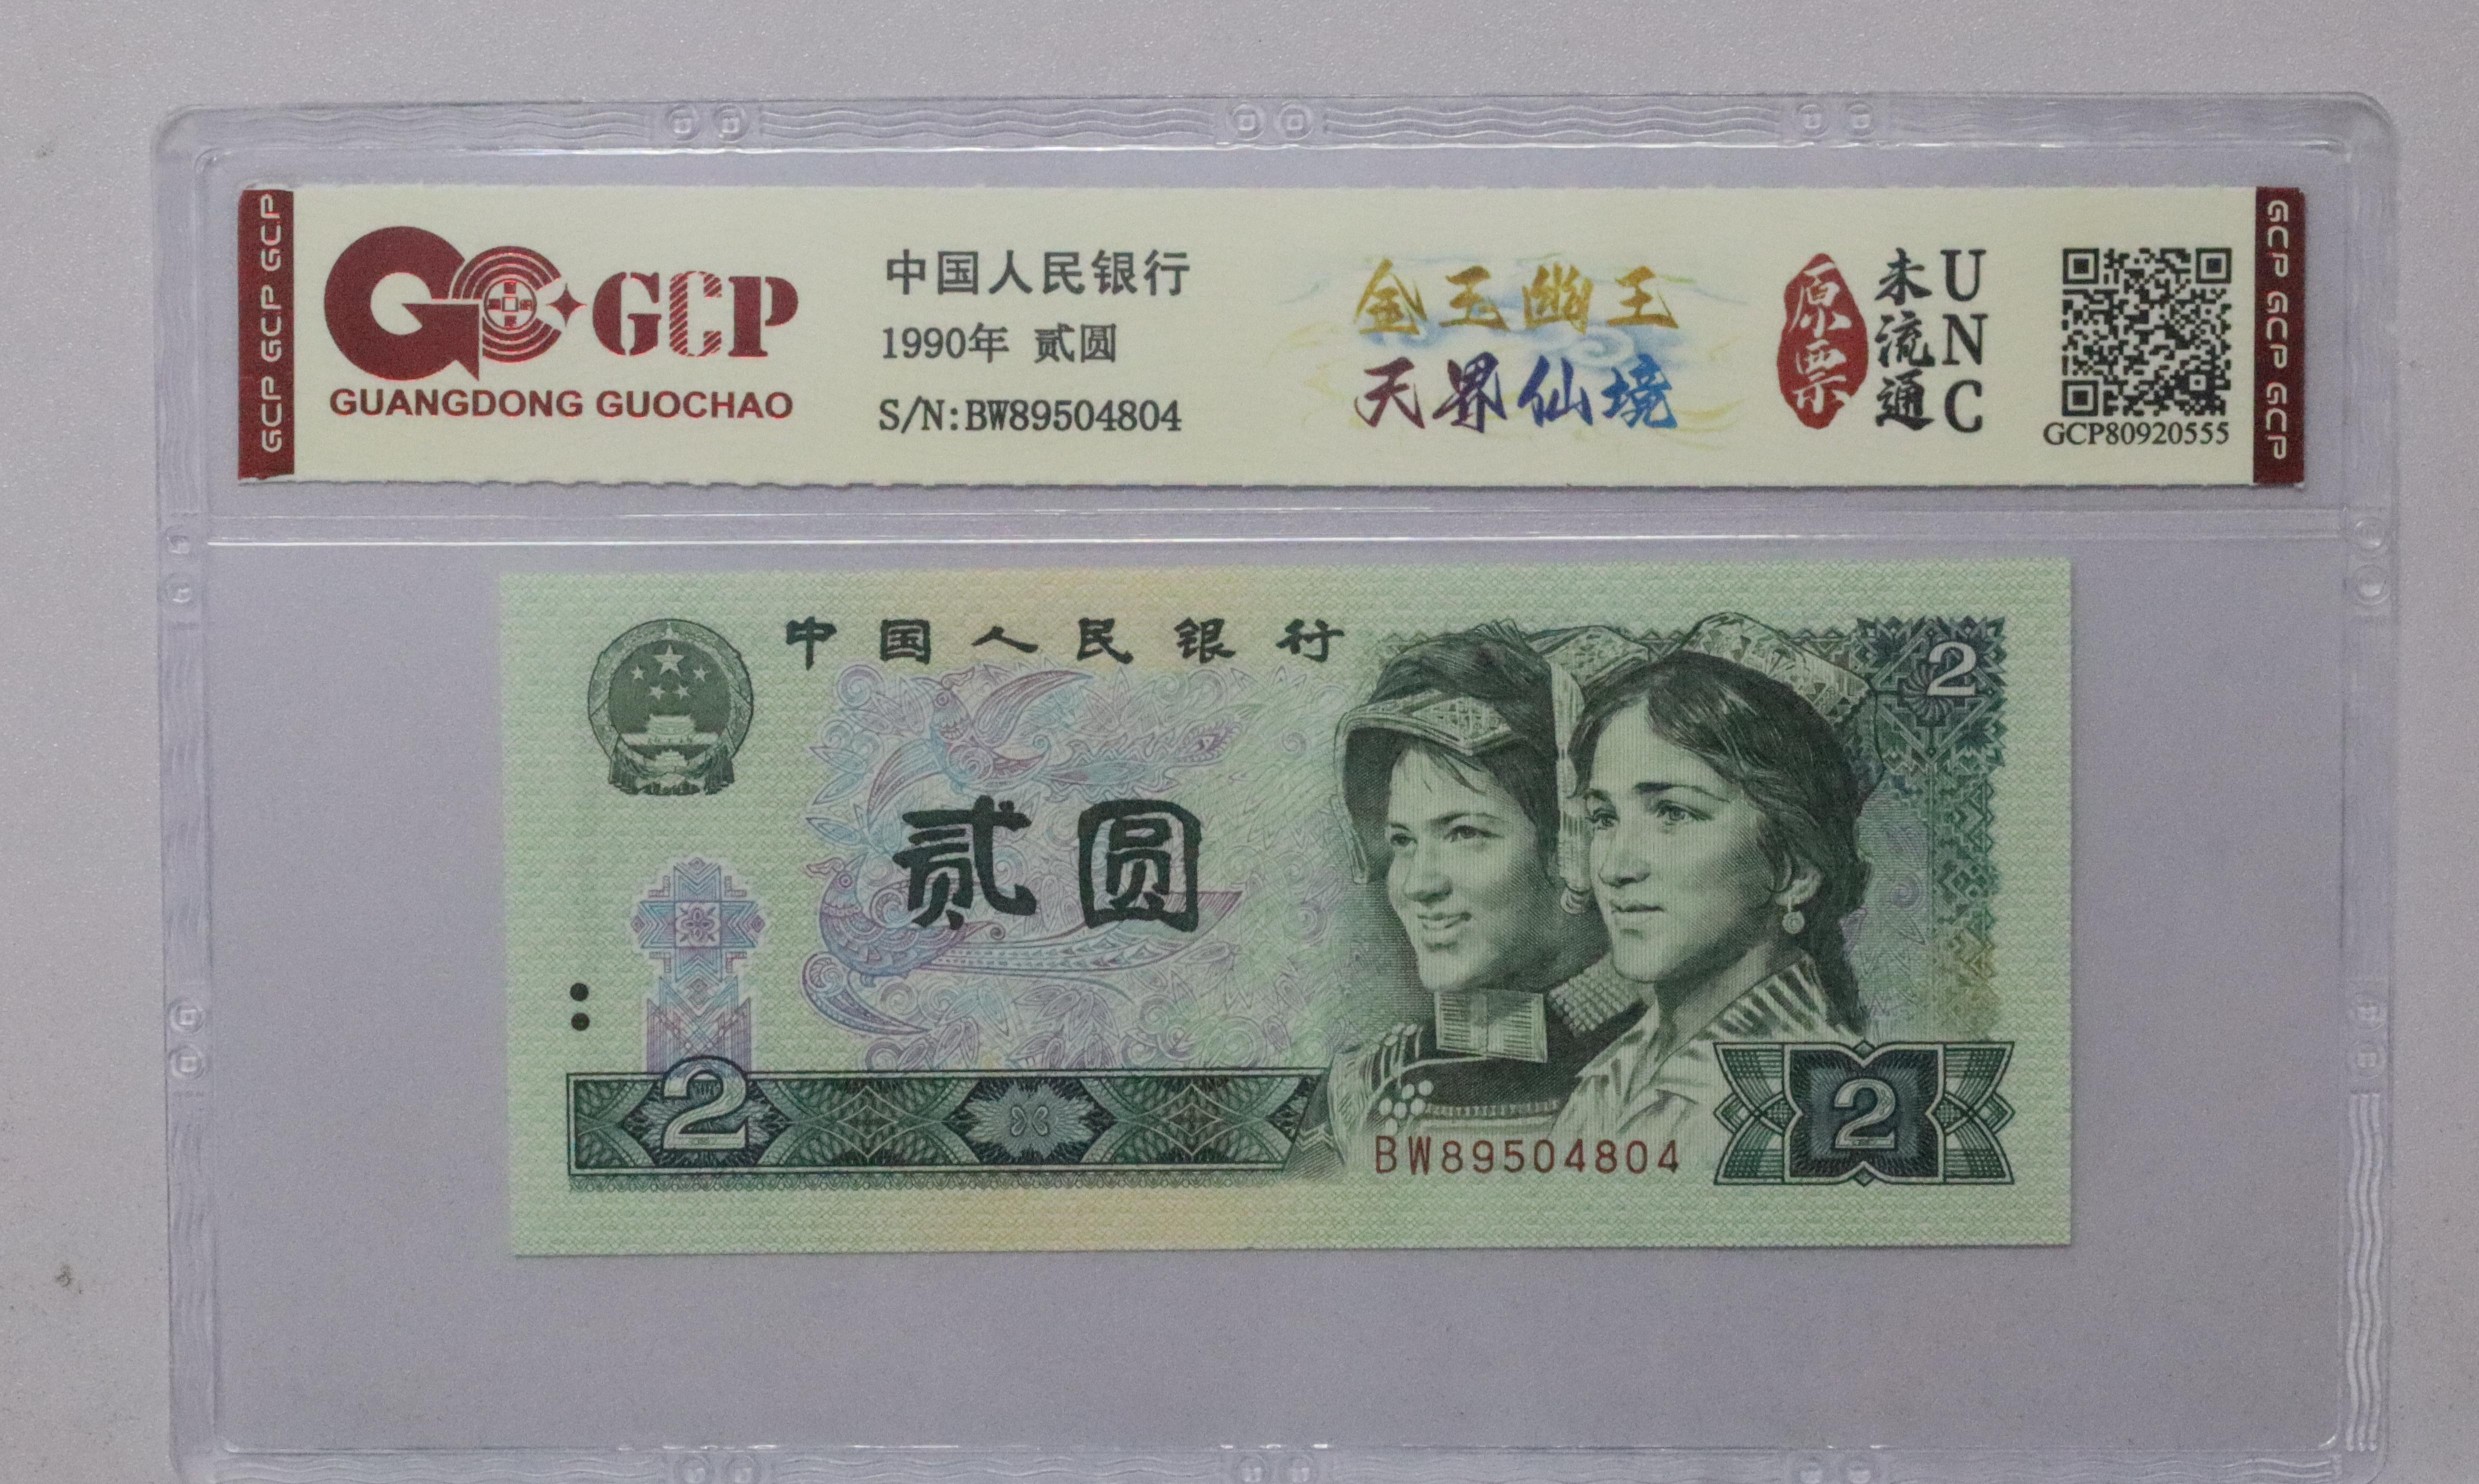 GCP GCP GCP
GCP
GUANGDONG GUOCHAO
中国人民银行
1990年 贰圆
S/N:BW89504804
金玉幽王
天界仙境
原票
未流通
UNC
GCP80920555
GCP GCP GCP
中国人民银行
2
贰圆
2
BW89504804
2